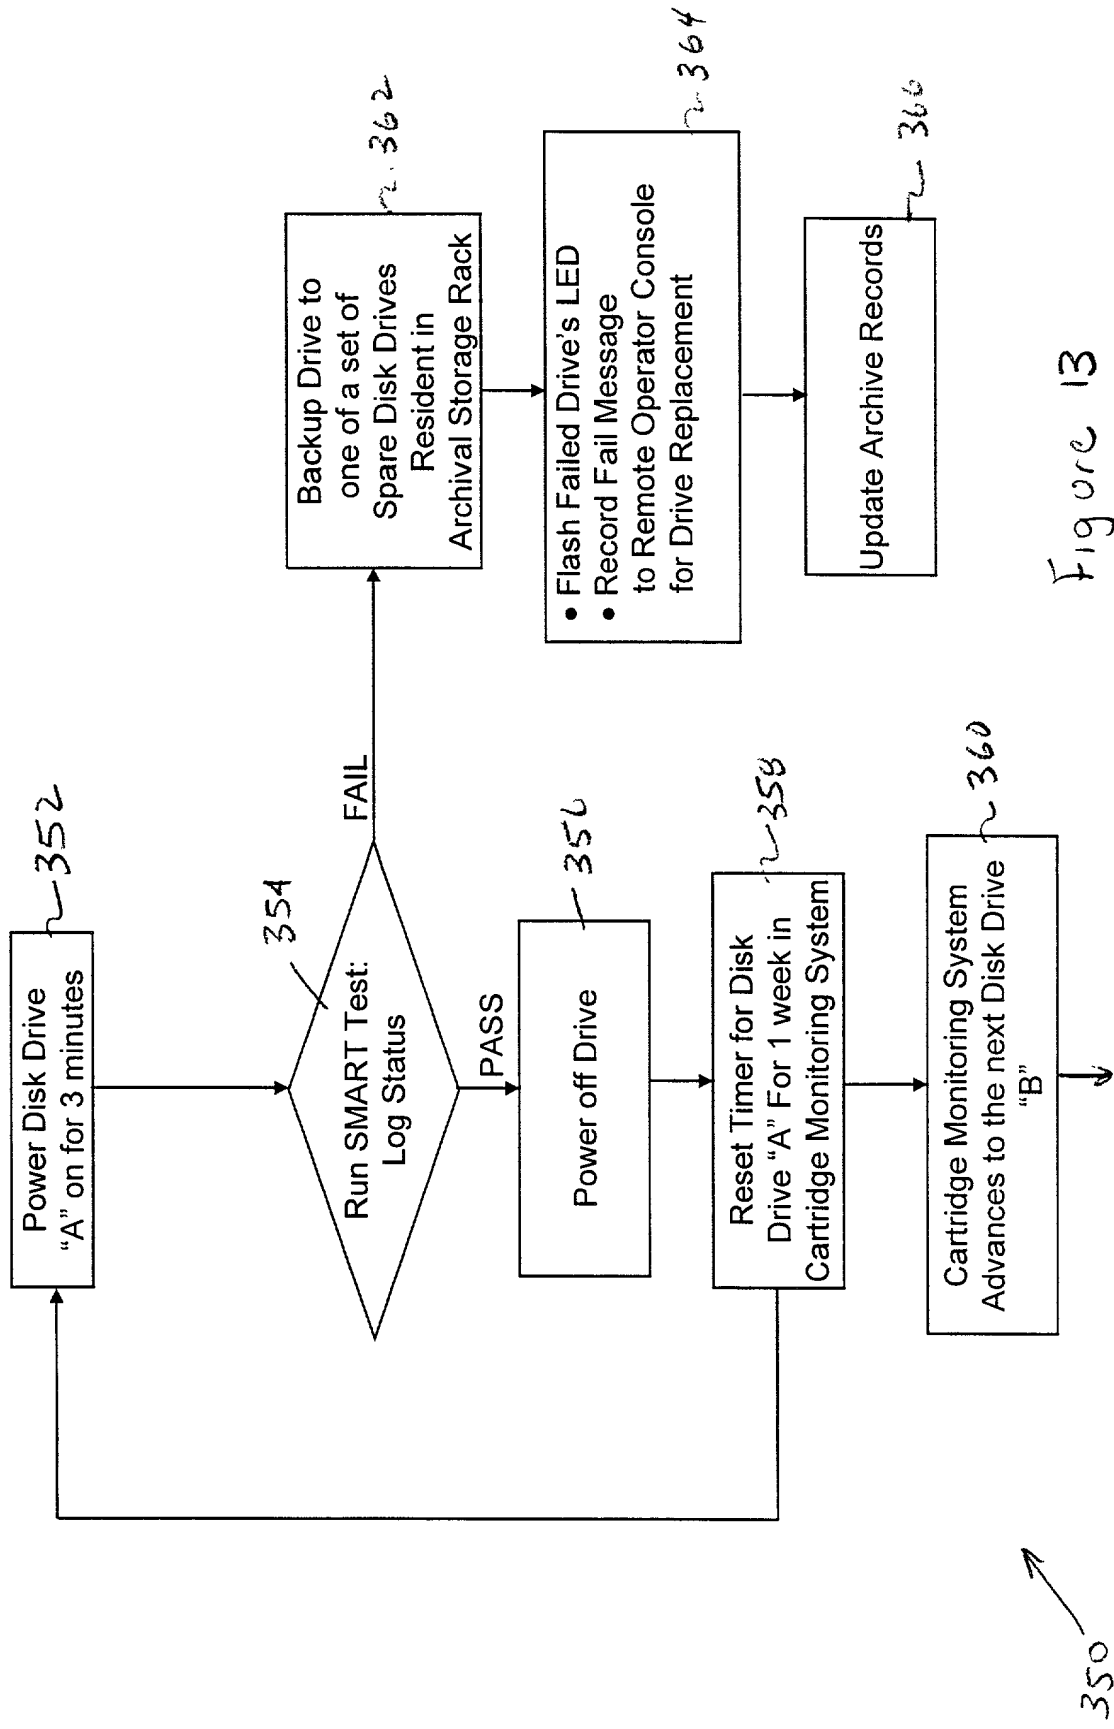 Power Disk Drive
“A” on for 3 minutes
352
354
Run SMART Test:
Log Status
FAIL
PASS
Backup Drive to
one of a set of
Spare Disk Drives
Resident in
Archival Storage Rack
362
356
Power off Drive
• Flash Failed Drive’s LED
• Record Fail Message
to Remote Operator Console
for Drive Replacement
364
Reset Timer for Disk
Drive “A” For 1 week in
Cartridge Monitoring System
358
Update Archive Records
366
Cartridge Monitoring System
Advances to the next Disk Drive
“B”
360
350
Figure 13